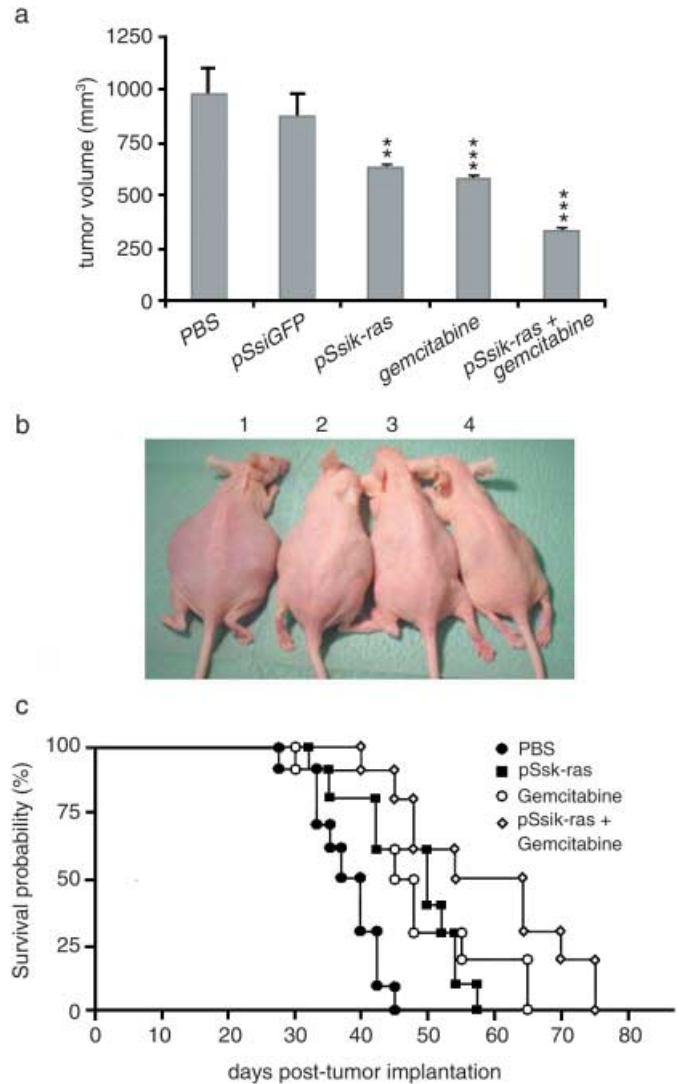 a
1250
1000
750
500
250
0
tumor volume (mm³)
**
***
***
PBS
pSsiGFP
pSsik-ras
gemcitabine
pSsik-ras +
gemcitabine
b
1 2 3 4
c
100
75
50
25
0
Survival probability (%)
PBS
pSsk-ras
Gemcitabine
pSsik-ras +
Gemcitabine
0 10 20 30 40 50 60 70 80
days post-tumor implantation